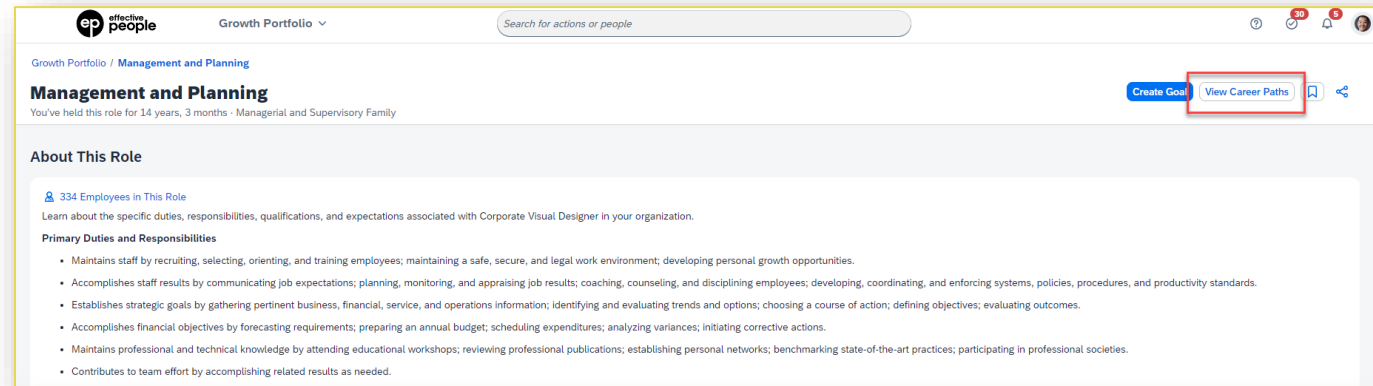 ep effective people
Growth Portfolio
Search for actions or people
30
5
Growth Portfolio / Management and Planning
Management and Planning
You've held this role for 14 years, 3 months · Managerial and Supervisory Family
Create Goal
View Career Paths
About This Role
334 Employees in This Role
Learn about the specific duties, responsibilities, qualifications, and expectations associated with Corporate Visual Designer in your organization.
Primary Duties and Responsibilities
• Maintains staff by recruiting, selecting, orienting, and training employees; maintaining a safe, secure, and legal work environment; developing personal growth opportunities.
• Accomplishes staff results by communicating job expectations; planning, monitoring, and appraising job results; coaching, counseling, and disciplining employees; developing, coordinating, and enforcing systems, policies, procedures, and productivity standards.
• Establishes strategic goals by gathering pertinent business, financial, service, and operations information; identifying and evaluating trends and options; choosing a course of action; defining objectives; evaluating outcomes.
• Accomplishes financial objectives by forecasting requirements; preparing an annual budget; scheduling expenditures; analyzing variances; initiating corrective actions.
• Maintains professional and technical knowledge by attending educational workshops; reviewing professional publications; establishing personal networks; benchmarking state-of-the-art practices; participating in professional societies.
• Contributes to team effort by accomplishing related results as needed.